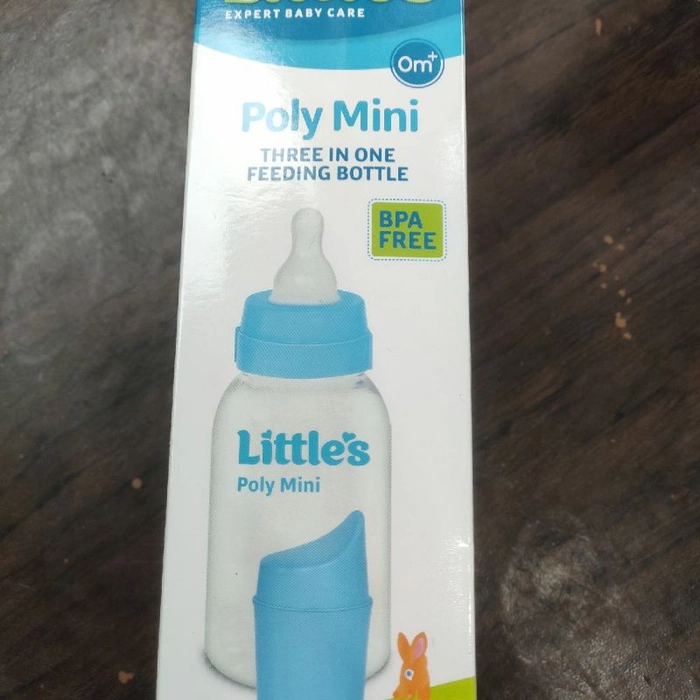 EXPERT BABY CARE
0m+
Poly Mini
THREE IN ONE
FEEDING BOTTLE
BPA
FREE
Little's
Poly Mini